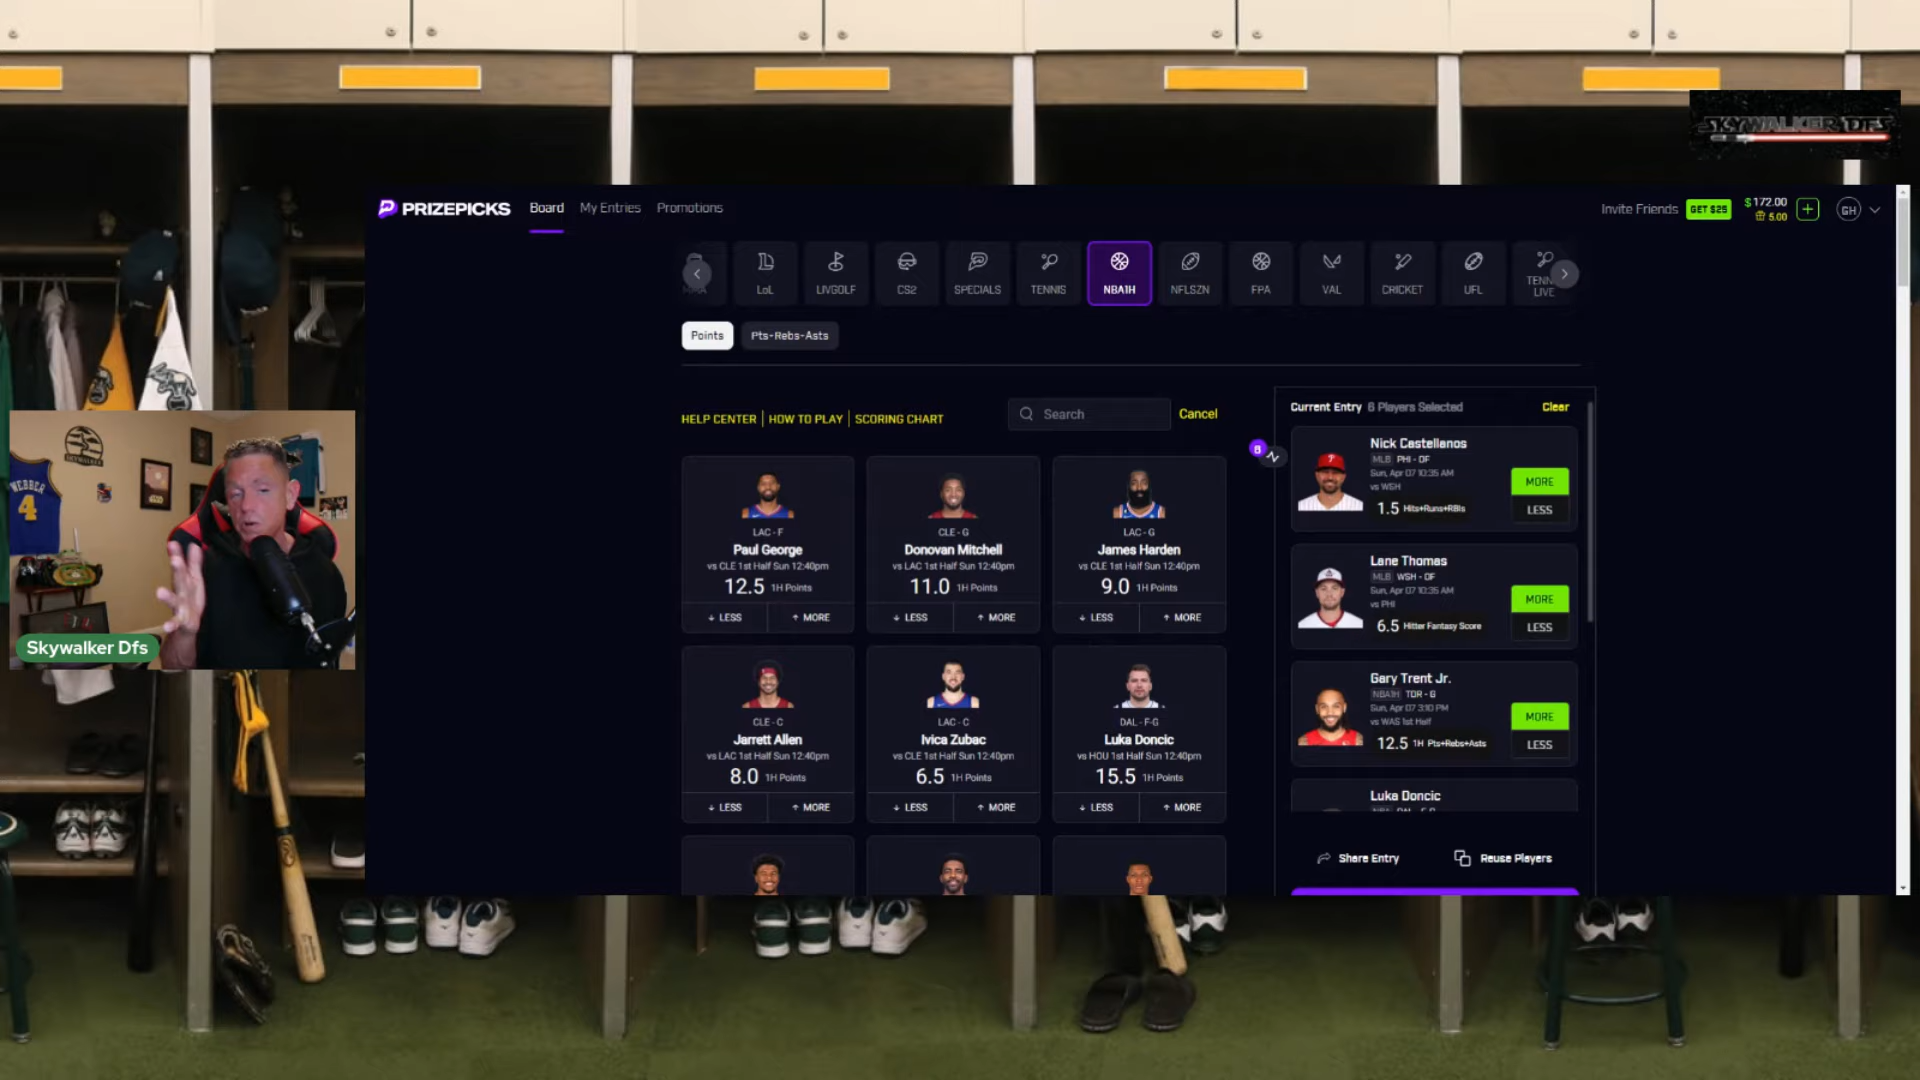 SKYWALKER DFS
PRIZEPICKS
Board
My Entries
Promotions
Invite Friends
GET $25
$172.00
5.00
GH
LoL
LIVGOLF
CS2
SPECIALS
TENNIS
NBA1H
NFLSZN
FPA
VAL
CRICKET
UFL
LIVE
Points
Pts-Rebs-Asts
HELP CENTER | HOW TO PLAY | SCORING CHART
Search
Cancel
LAC - F
Paul George
vs CLE 1st Half Sun 12:40pm
12.5 1H Points
LESS
MORE
CLE - G
Donovan Mitchell
vs LAC 1st Half Sun 12:40pm
11.0 1H Points
LESS
MORE
LAC - G
James Harden
vs CLE 1st Half Sun 12:40pm
9.0 1H Points
LESS
MORE
CLE - C
Jarrett Allen
vs LAC 1st Half Sun 12:40pm
8.0 1H Points
LESS
MORE
LAC - C
Ivica Zubac
vs CLE 1st Half Sun 12:40pm
6.5 1H Points
LESS
MORE
DAL - F-G
Luka Doncic
vs HOU 1st Half Sun 12:40pm
15.5 1H Points
LESS
MORE
Current Entry 6 Players Selected
Clear
6
Nick Castellanos
MLB PHI - OF
Sun, Apr 07 10:35 AM
vs WSH
1.5 Hits+Runs+RBIs
MORE
LESS
Lane Thomas
MLB WSH - OF
Sun, Apr 07 10:35 AM
vs PHI
6.5 Hitter Fantasy Score
MORE
LESS
Gary Trent Jr.
NBA1H TOR - G
Sun, Apr 07 3:10 PM
vs WAS 1st Half
12.5 1H Pts+Rebs+Asts
MORE
LESS
Luka Doncic
Share Entry
Reuse Players
WEBBER
4
Skywalker Dfs